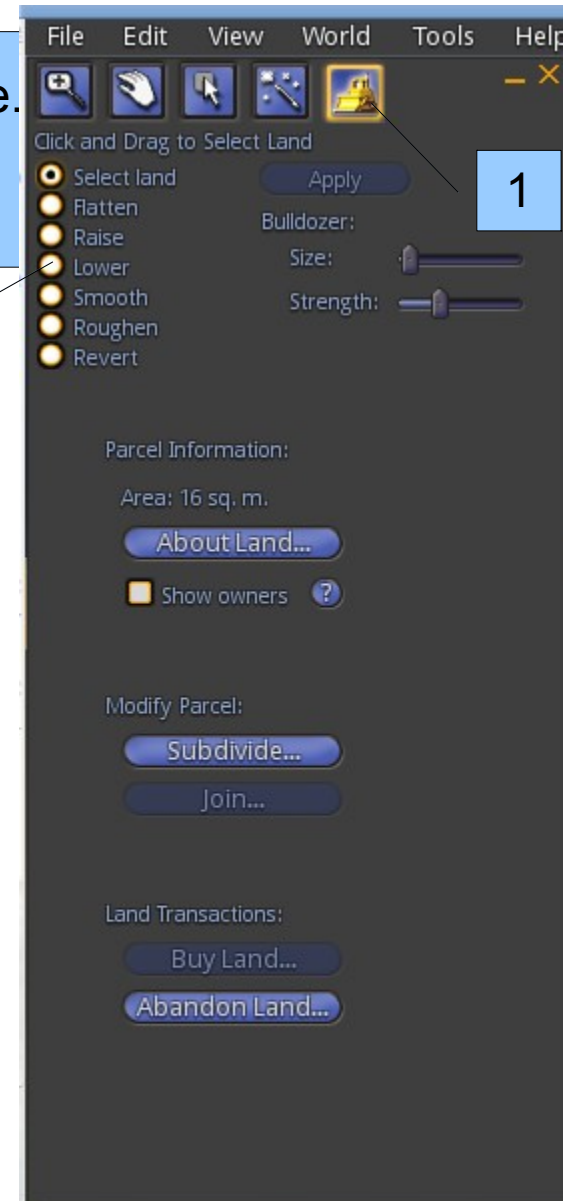 File Edit View World Tools Help
e.
Click and Drag to Select Land
1
Select land
Apply
Flatten
Bulldozer:
Raise
Size:
Lower
Strength:
Smooth
Roughen
Revert
Parcel Information:
Area: 16 sq. m.
About Land...
Show owners ?
Modify Parcel:
Subdivide...
Join...
Land Transactions:
Buy Land...
Abandon Land...